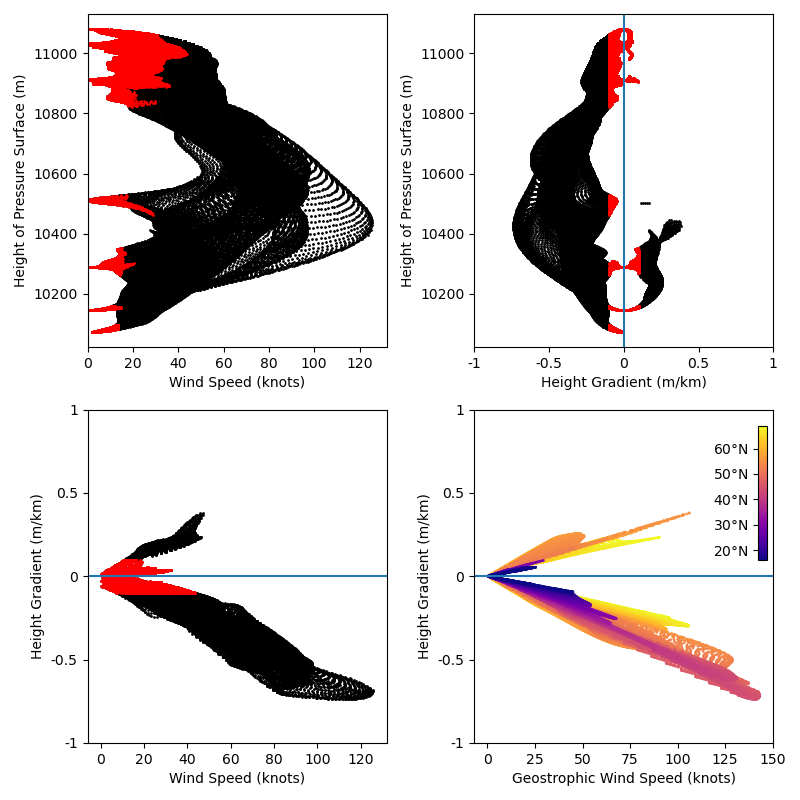 11000
10800
10600
10400
10200
Height of Pressure Surface (m)
0 20 40 60 80 100 120
Wind Speed (knots)
11000
10800
10600
10400
10200
Height of Pressure Surface (m)
-1 -0.5 0 0.5 1
Height Gradient (m/km)
1
0.5
0
-0.5
-1
Height Gradient (m/km)
0 20 40 60 80 100 120
Wind Speed (knots)
1
0.5
0
-0.5
-1
Height Gradient (m/km)
60°N
50°N
40°N
30°N
20°N
0 25 50 75 100 125 150
Geostrophic Wind Speed (knots)